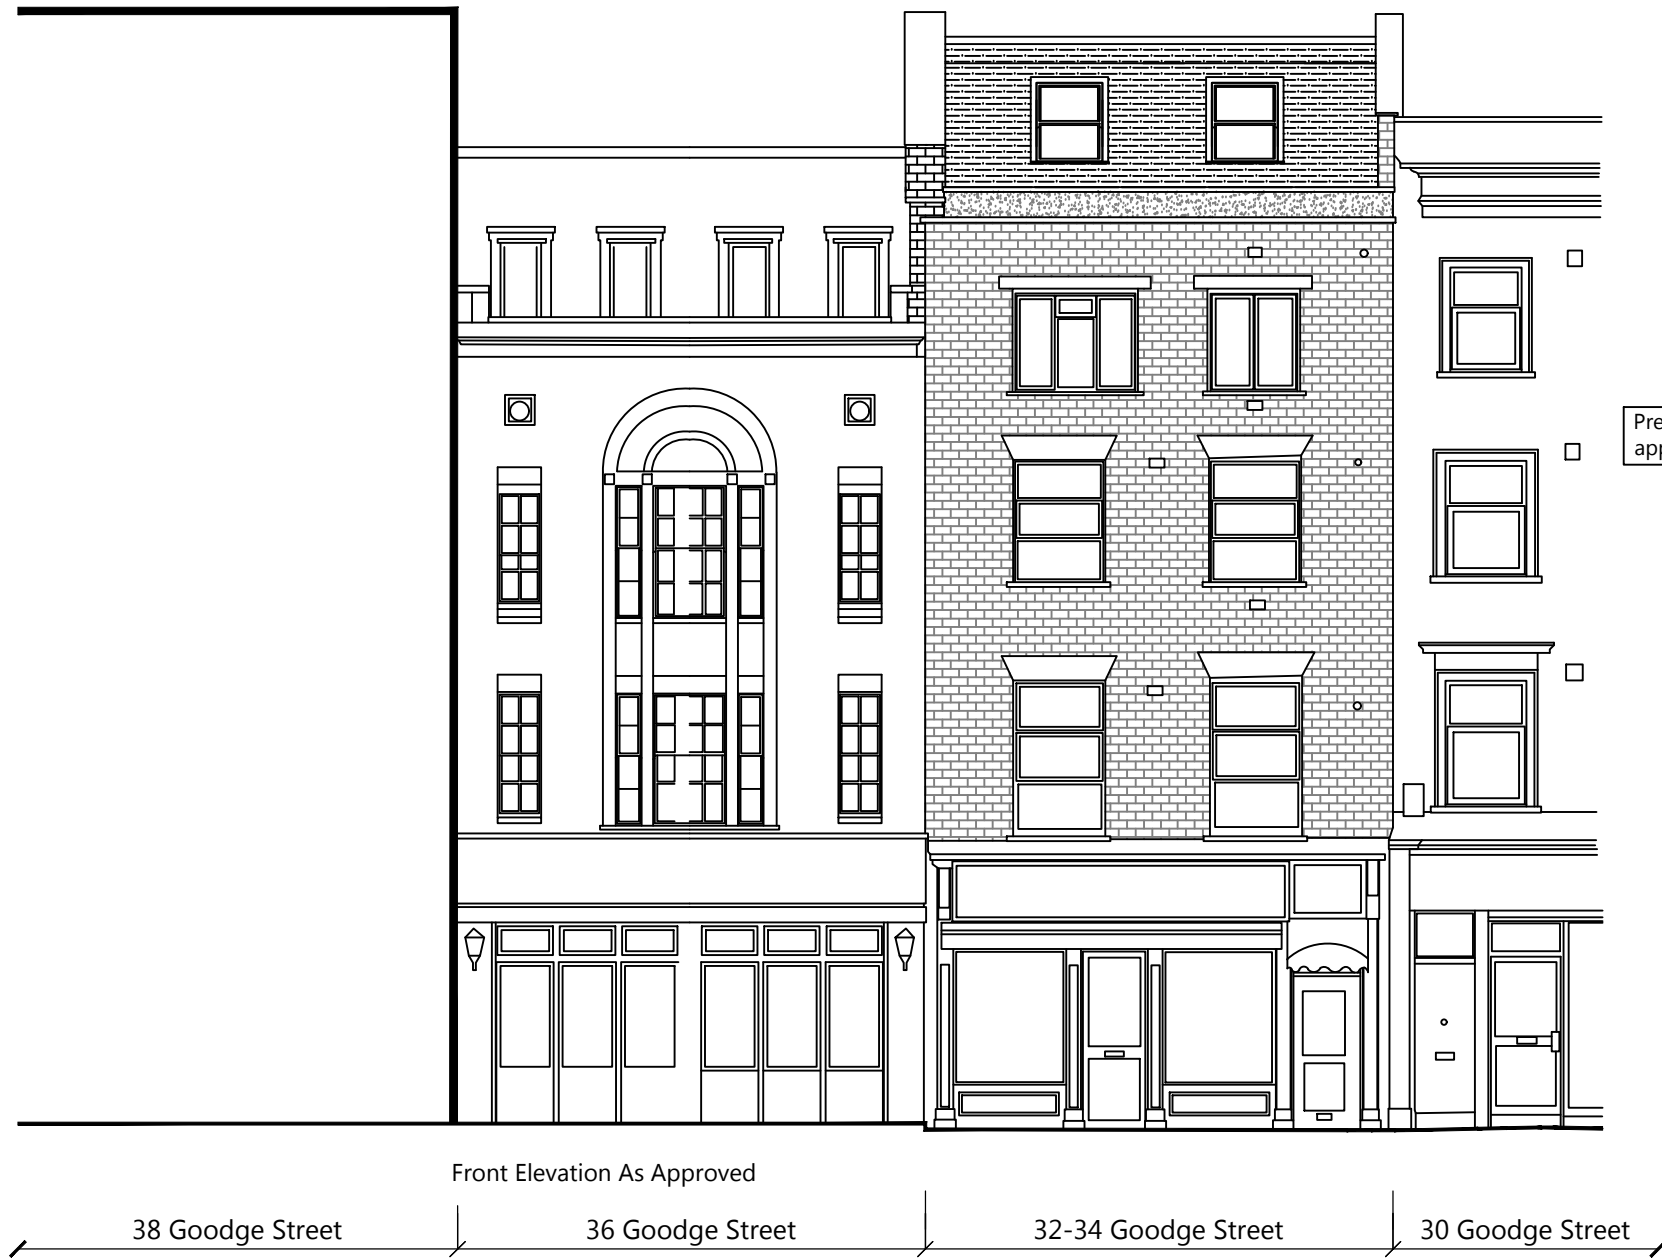 Front Elevation As Approved
38 Goodge Street
36 Goodge Street
32-34 Goodge Street
30 Goodge Street